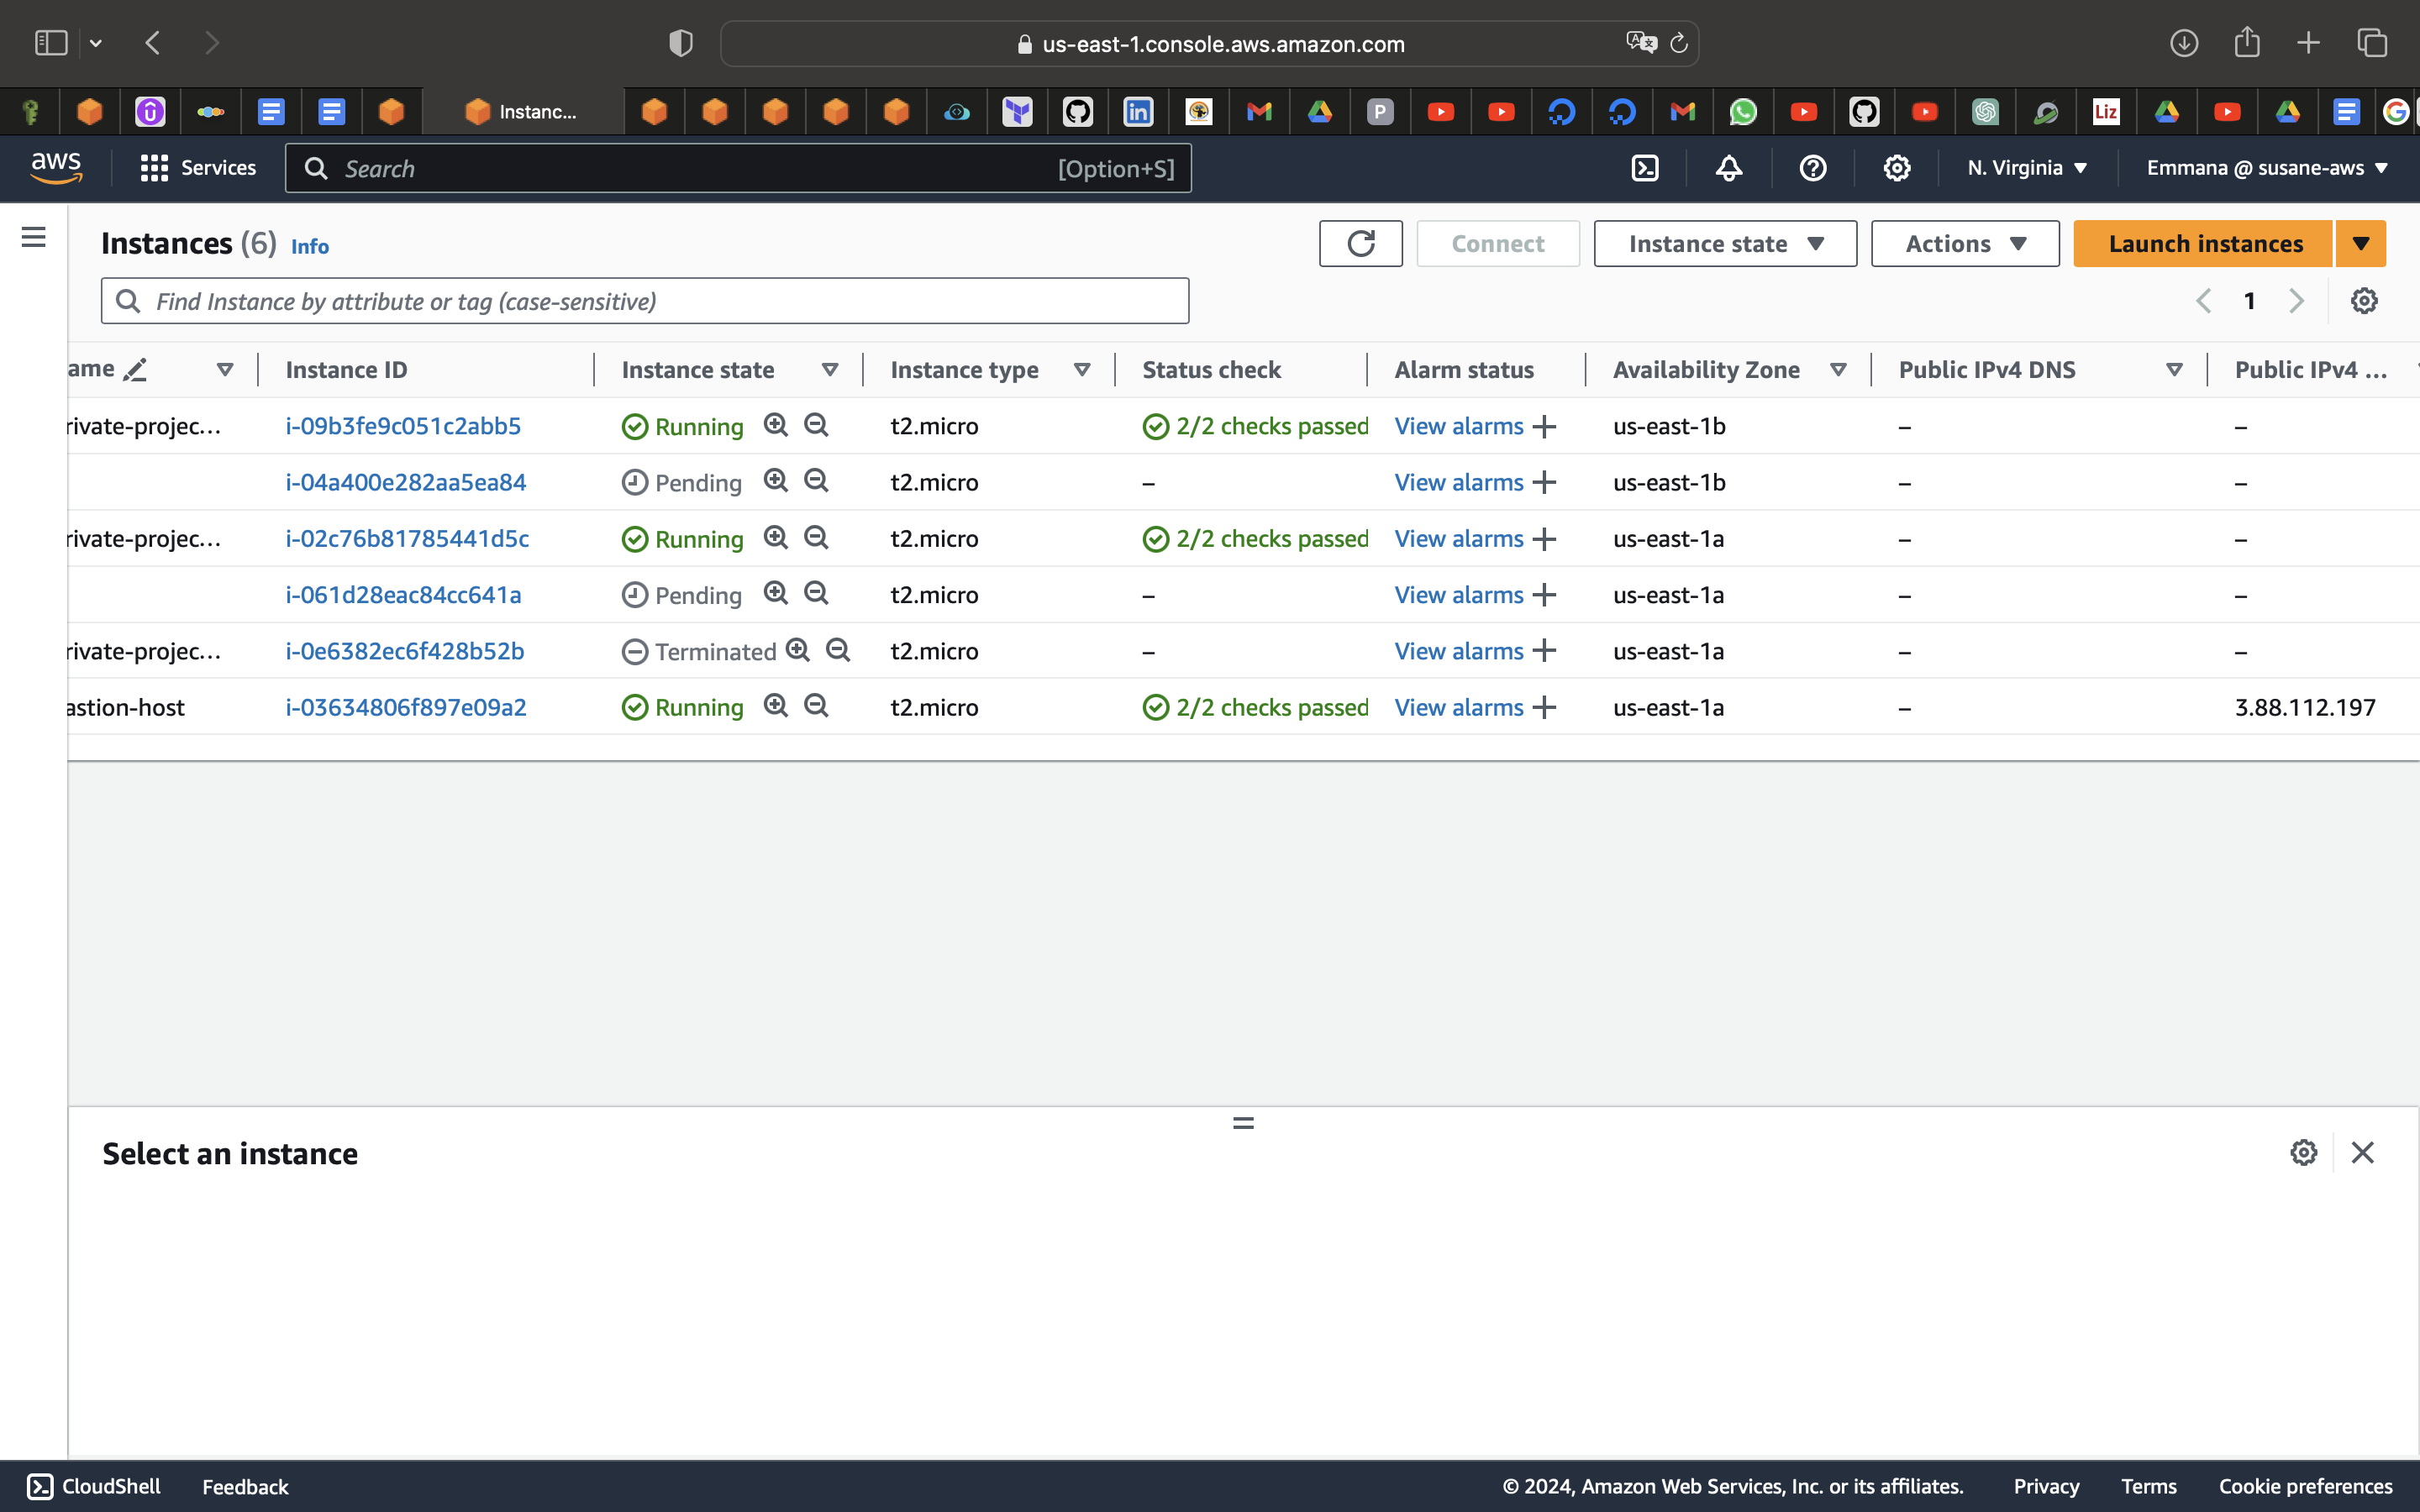 us-east-1.console.aws.amazon.com
Instanc...
P
Liz
aws
Services
Search
[Option+S]
N. Virginia
Emmana @ susane-aws
Instances (6) Info
Connect
Instance state
Actions
Launch instances
Find Instance by attribute or tag (case-sensitive)
1
ame Instance ID Instance state Instance type Status check Alarm status Availability Zone Public IPv4 DNS Public IPv4 ...
rivate-projec... i-09b3fe9c051c2abb5 Running t2.micro 2/2 checks passed View alarms + us-east-1b – –
i-04a400e282aa5ea84 Pending t2.micro – View alarms + us-east-1b – –
rivate-projec... i-02c76b81785441d5c Running t2.micro 2/2 checks passed View alarms + us-east-1a – –
i-061d28eac84cc641a Pending t2.micro – View alarms + us-east-1a – –
rivate-projec... i-0e6382ec6f428b52b Terminated t2.micro – View alarms + us-east-1a – –
astion-host i-03634806f897e09a2 Running t2.micro 2/2 checks passed View alarms + us-east-1a – 3.88.112.197
Select an instance
CloudShell Feedback © 2024, Amazon Web Services, Inc. or its affiliates. Privacy Terms Cookie preferences